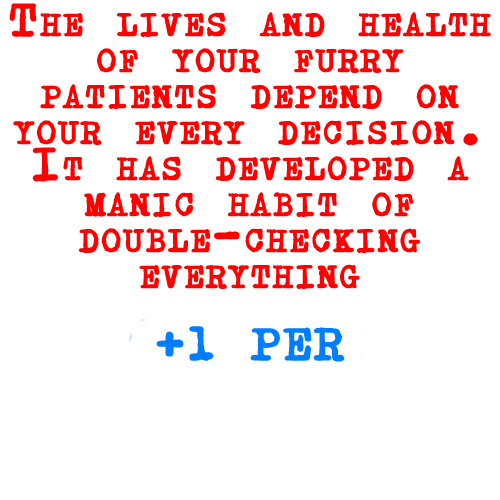 The lives and health
of your furry
patients depend on
your every decision.
It has developed a
manic habit of
double-checking
everything
+1 PER